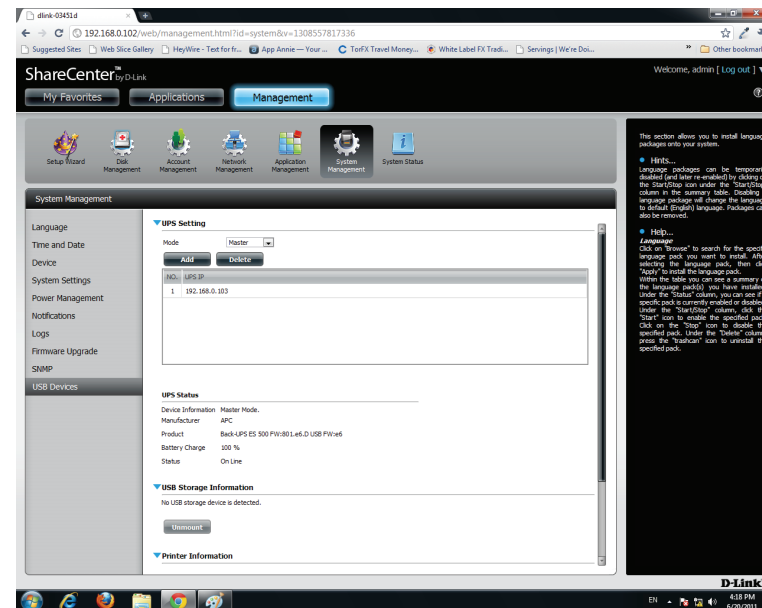 dlink-03451d
192.168.0.102/web/management.html?id=system&v=1308557817336
Suggested Sites Web Slice Gallery HeyWire - Text for fr... App Annie — Your ... TorFX Travel Money... White Label FX Tradi... Servings | We're Doi... » Other bookmar
ShareCenter™ by D-Link
Welcome, admin [ Log out ]
My Favorites Applications Management
Setup Wizard
Disk Management
Account Management
Network Management
Application Management
System Management
System Status
System Management
Language
Time and Date
Device
System Settings
Power Management
Notifications
Logs
Firmware Upgrade
SNMP
USB Devices
UPS Setting
Mode Master
Add Delete
NO. UPS IP
1 192.168.0.103
UPS Status
Device Information Master Mode.
Manufacturer APC
Product Back-UPS ES 500 FW:801.e6.D USB FW:e6
Battery Charge 100 %
Status On Line
USB Storage Information
No USB storage device is detected.
Unmount
Printer Information
This section allows you to install languag
packages onto your system.
Hints...
Language packages can be temporari
disabled (and later re-enabled) by clicking o
the Start/Stop icon under the "Start/Stop
column in the summary table. Disabling
language package will change the languag
to default (English) language. Packages ca
also be removed.
Help...
Language
Click on "Browse" to search for the specif
language pack you want to install. Afte
selecting the language pack, then clic
"Apply" to install the language pack.
Within the table you can see a summary o
the language pack(s) you have installed
Under the "Status" column, you can see if
specific pack is currently enabled or disabled
Under the "Start/Stop" column, click th
"Start" icon to enable the specified pack
Click on the "Stop" icon to disable th
specified pack. Under the "Delete" colum
press the "trashcan" icon to uninstall th
specified pack.
D-Link
EN 4:18 PM
6/20/2011